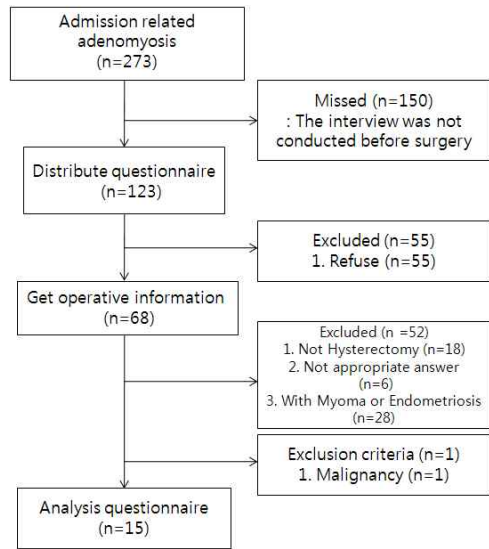 Admission related
adenomyosis
(n=273)
Missed (n=150)
: The interview was not
conducted before surgery
Distribute questionnaire
(n=123)
Excluded (n=55)
1. Refuse (n=55)
Get operative information
(n=68)
Excluded (n =52)
1. Not Hysterectomy (n=18)
2. Not appropriate answer
(n=6)
3. With Myoma or Endometriosis
(n=28)
Exclusion criteria (n=1)
1. Malignancy (n=1)
Analysis questionnaire
(n=15)